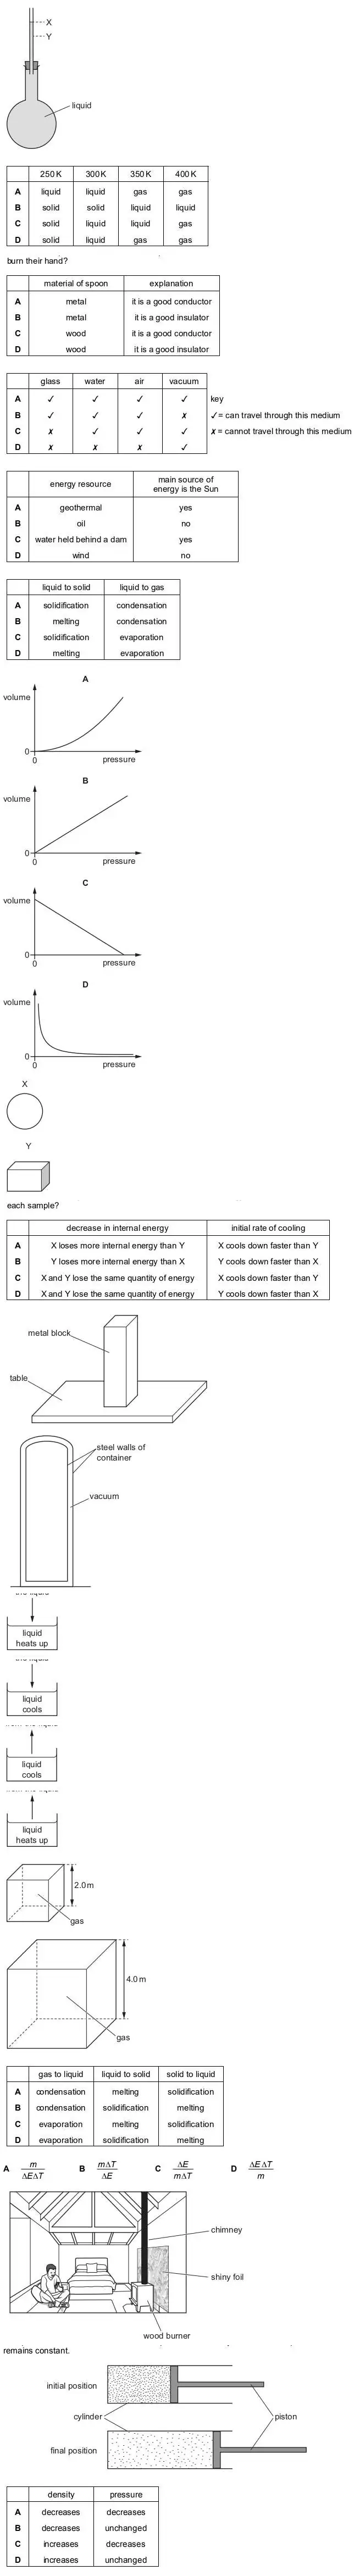 X
Y
liquid
250 K 300 K 350 K 400 K
A liquid liquid gas gas
B solid solid liquid liquid
C solid liquid liquid gas
D solid liquid gas gas
burn their hand?
material of spoon explanation
A metal it is a good conductor
B metal it is a good insulator
C wood it is a good conductor
D wood it is a good insulator
glass water air vacuum
A ✓ ✓ ✓ ✓ key
B ✓ ✓ ✓ ✗ ✓= can travel through this medium
C ✗ ✓ ✓ ✓ ✗= cannot travel through this medium
D ✗ ✗ ✗ ✓
energy resource main source of
energy is the Sun
A geothermal yes
B oil no
C water held behind a dam yes
D wind no
liquid to solid liquid to gas
A solidification condensation
B melting condensation
C solidification evaporation
D melting evaporation
A
volume
0
0 pressure
B
volume
0
0 pressure
C
volume
0
0 pressure
D
volume
0
0 pressure
X
Y
each sample?
decrease in internal energy initial rate of cooling
A X loses more internal energy than Y X cools down faster than Y
B Y loses more internal energy than X Y cools down faster than X
C X and Y lose the same quantity of energy X cools down faster than Y
D X and Y lose the same quantity of energy Y cools down faster than X
metal block
table
steel walls of
container
vacuum
liquid
heats up
liquid
cools
liquid
cools
liquid
heats up
2.0 m
gas
4.0 m
gas
gas to liquid liquid to solid solid to liquid
A condensation melting solidification
B condensation solidification melting
C evaporation melting solidification
D evaporation solidification melting
A m/ΔEΔT B mΔT/ΔE C ΔE/mΔT D ΔEΔT/m
chimney
shiny foil
wood burner
remains constant.
initial position
cylinder piston
final position
density pressure
A decreases decreases
B decreases unchanged
C increases decreases
D increases unchanged